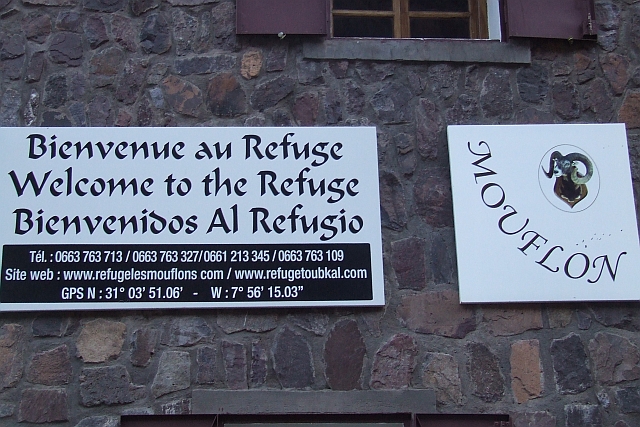 Bienvenue au Refuge
Welcome to the Refuge
Bienvenidos Al Refugio
Tél. : 0663 763 713 / 0663 763 327/0661 213 345 / 0663 763 109
Site web : www.refugelesmouflons com / www.refugetoubkal.com
GPS N : 31° 03' 51.06' - W : 7° 56' 15.03"
MOUFLON